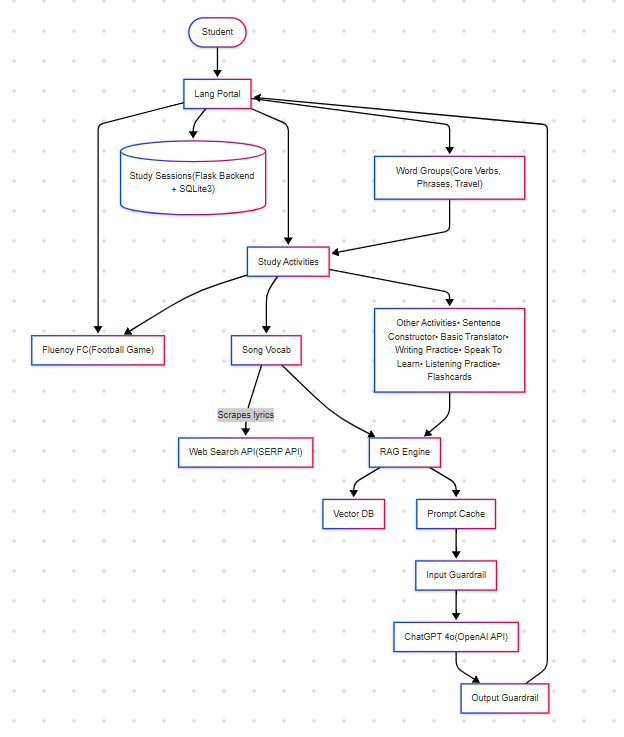 Student
Lang Portal
Study Sessions(Flask Backend
+ SQLite3)
Word Groups(Core Verbs,
Phrases, Travel)
Study Activities
Fluency FC(Football Game)
Song Vocab
Other Activities• Sentence
Constructor• Basic Translator•
Writing Practice• Speak To
Learn• Listening Practice•
Flashcards
Scrapes lyrics
Web Search API(SERP API)
RAG Engine
Vector DB
Prompt Cache
Input Guardrail
ChatGPT 4o(OpenAI API)
Output Guardrail